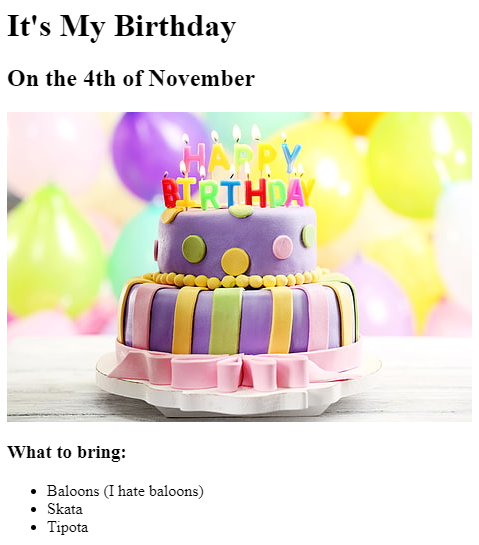 It's My Birthday
On the 4th of November
HAPPY
BIRTHDAY
What to bring:
Baloons (I hate baloons)
Skata
Tipota